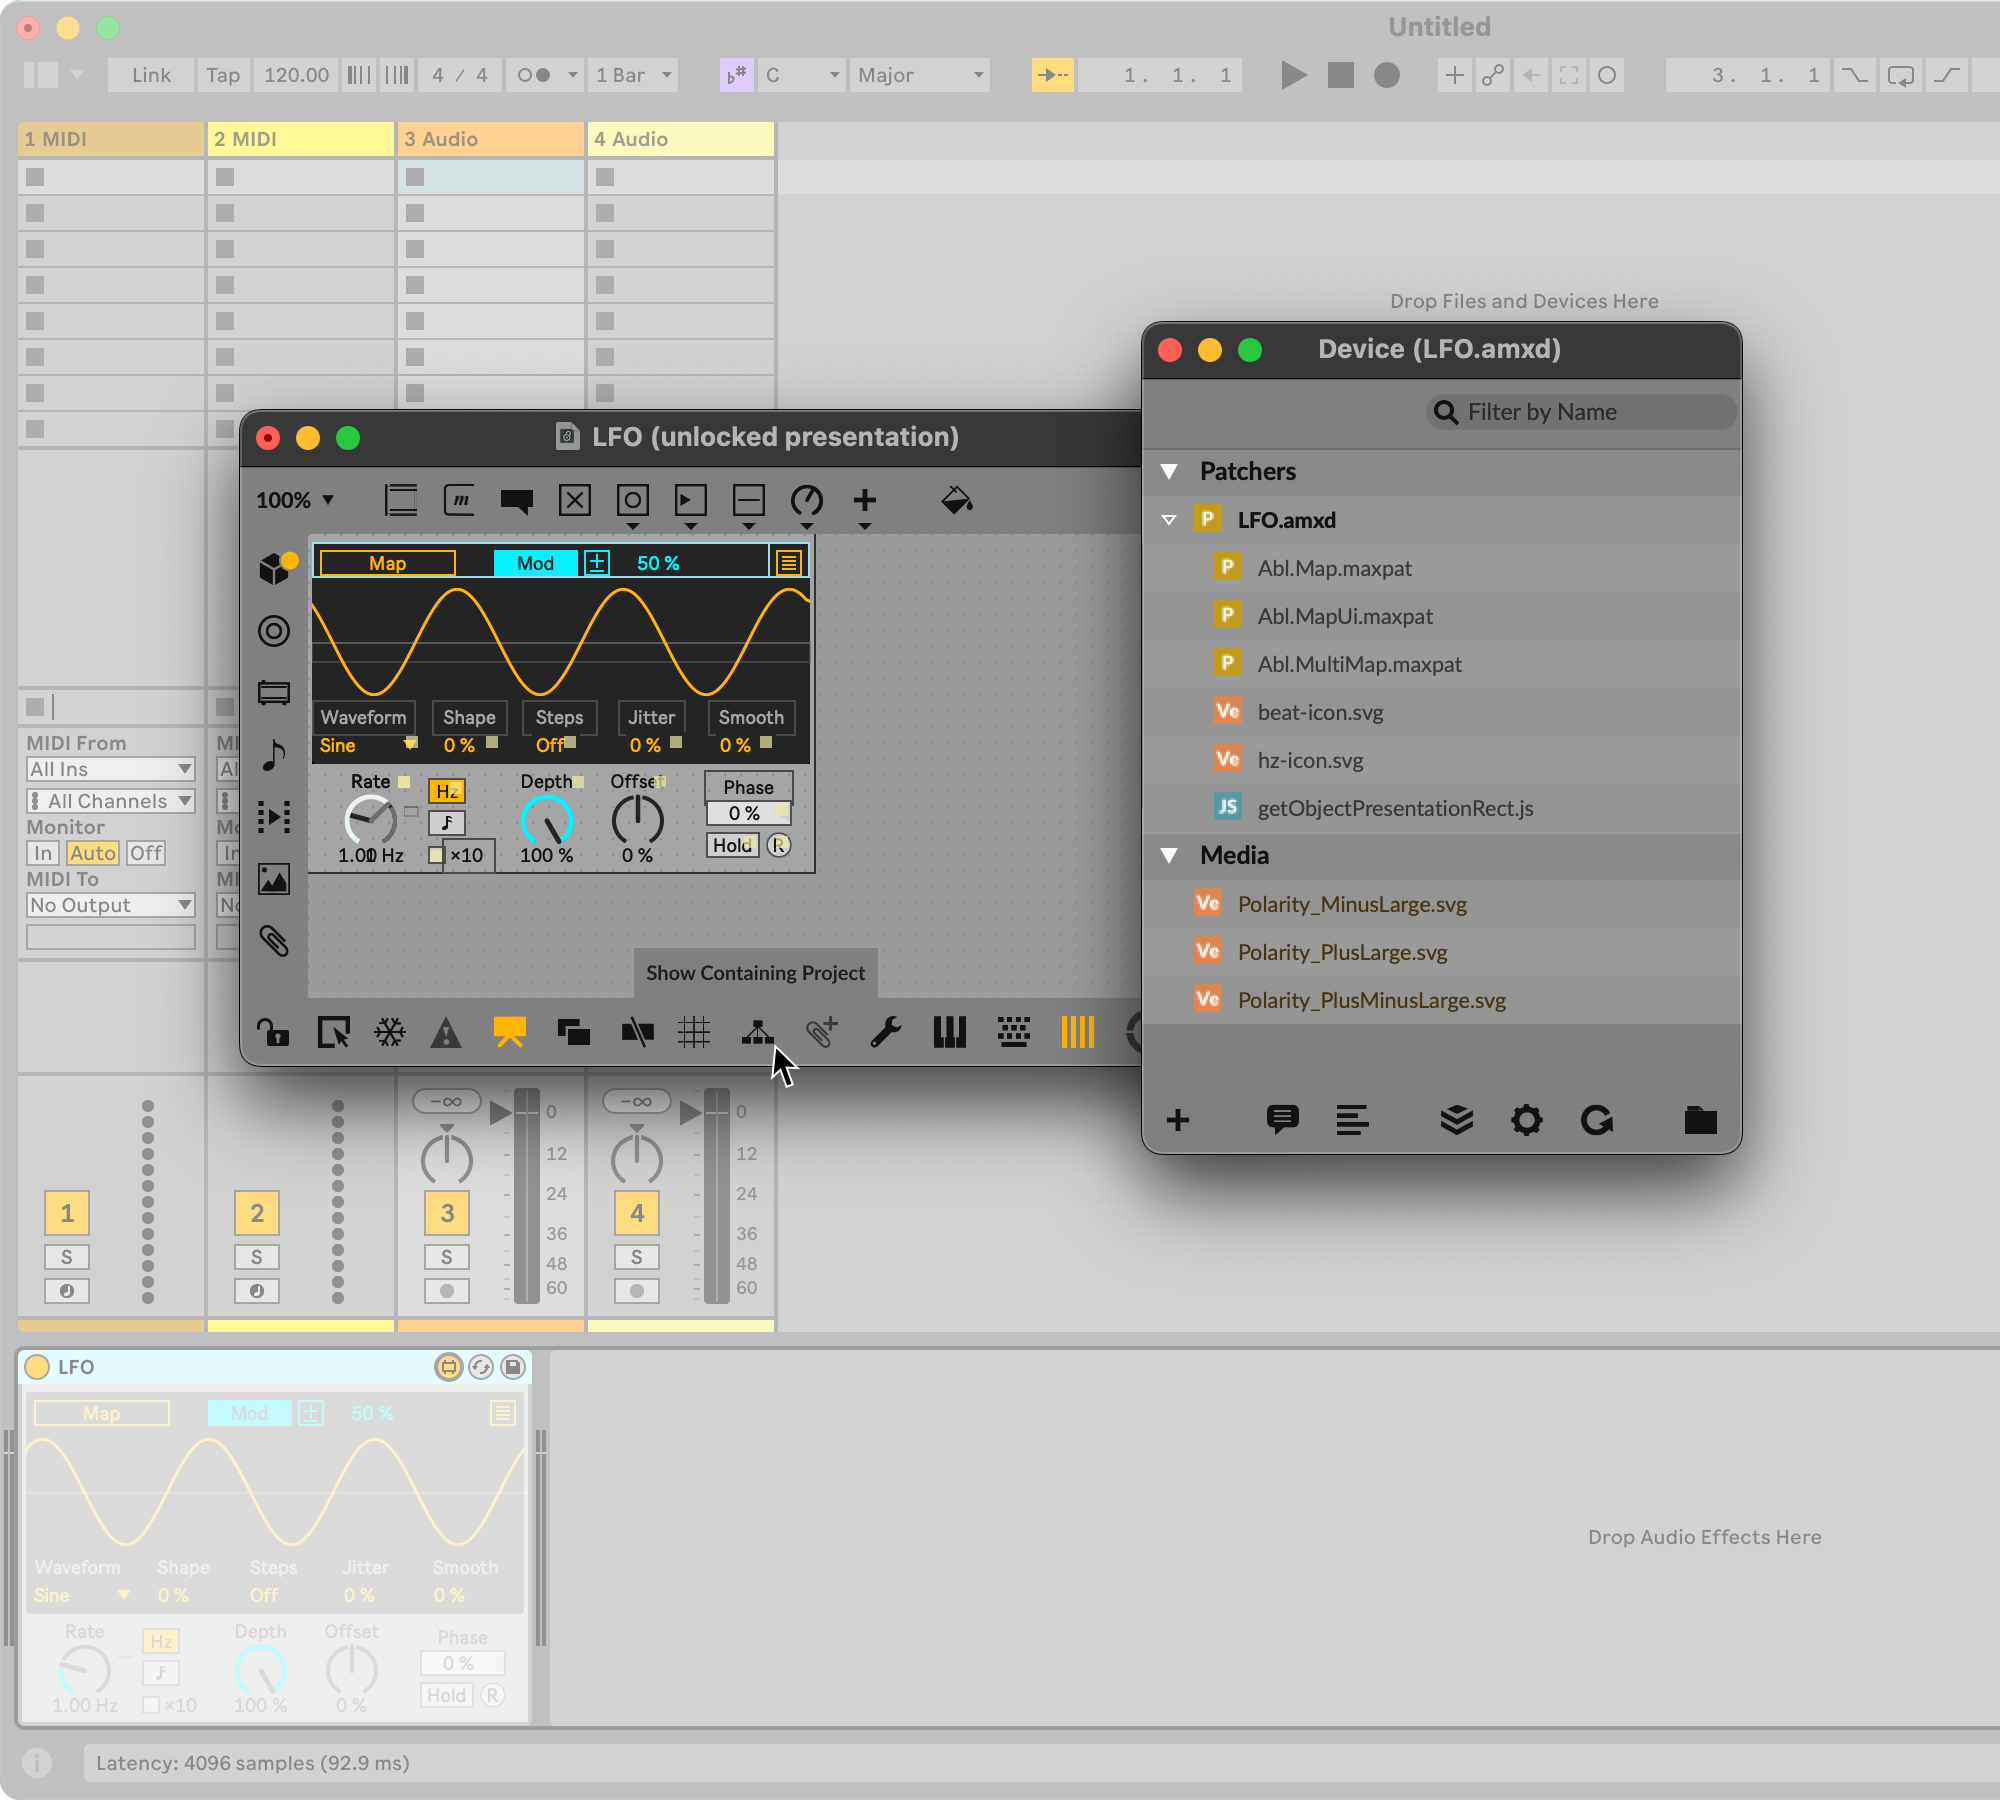 Untitled
Link Tap 120.00 4 / 4 1 Bar C Major 1. 1. 1 3. 1. 1
1 MIDI 2 MIDI 3 Audio 4 Audio
Drop Files and Devices Here
MIDI From
All Ins
All Channels
Monitor
In Auto Off
MIDI To
No Output
LFO (unlocked presentation)
100%
Map Mod ± 50 %
Waveform Shape Steps Jitter Smooth
Sine 0 % Off 0 % 0 %
Rate Hz Depth Offset Phase
0 %
Hold R
1.00 Hz ×10 100 % 0 %
Show Containing Project
Device (LFO.amxd)
Filter by Name
Patchers
P LFO.amxd
P Abl.Map.maxpat
P Abl.MapUi.maxpat
P Abl.MultiMap.maxpat
Ve beat-icon.svg
Ve hz-icon.svg
JS getObjectPresentationRect.js
Media
Ve Polarity_MinusLarge.svg
Ve Polarity_PlusLarge.svg
Ve Polarity_PlusMinusLarge.svg
-∞ 0 -∞ 0
12 12
24 24
1 2 3 4
36 36
S S S S
48 48
60 60
LFO
Map Mod ± 50 %
Waveform Shape Steps Jitter Smooth
Sine 0 % Off 0 % 0 %
Rate Hz Depth Offset Phase
0 %
Hold R
1.00 Hz ×10 100 % 0 %
Drop Audio Effects Here
Latency: 4096 samples (92.9 ms)